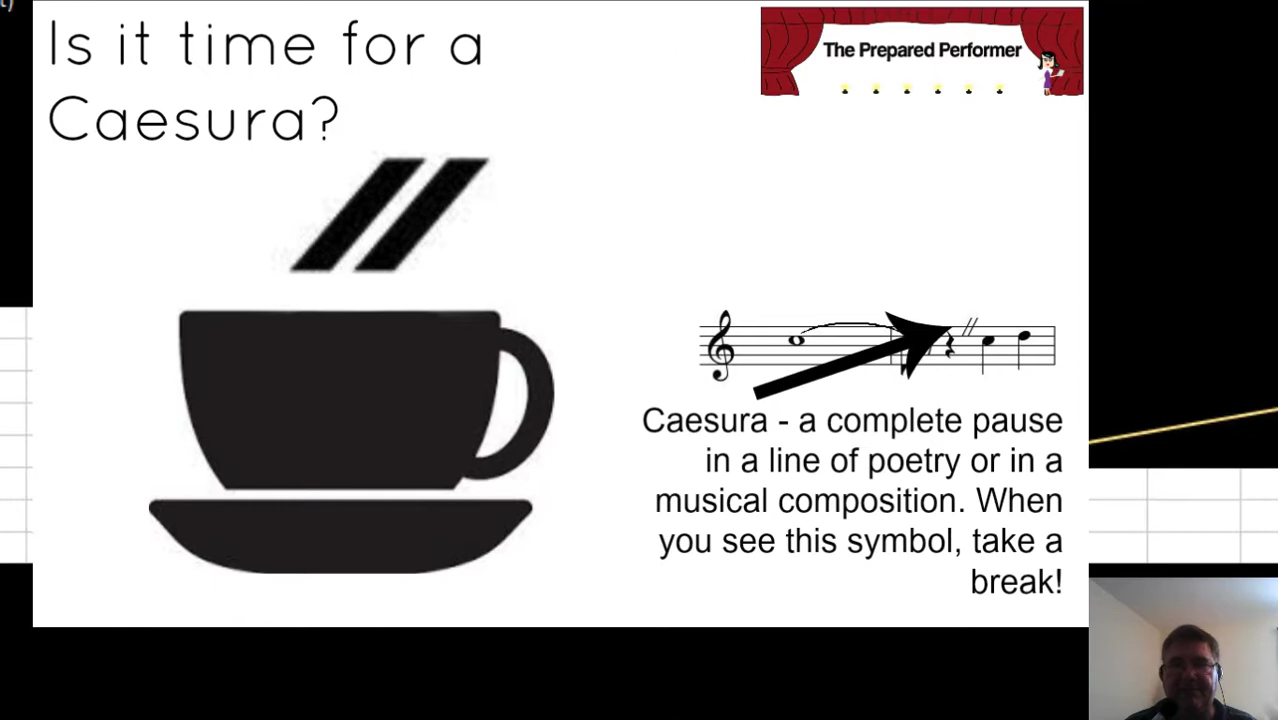 Is it time for a
Caesura?
The Prepared Performer
Caesura - a complete pause
in a line of poetry or in a
musical composition. When
you see this symbol, take a
break!